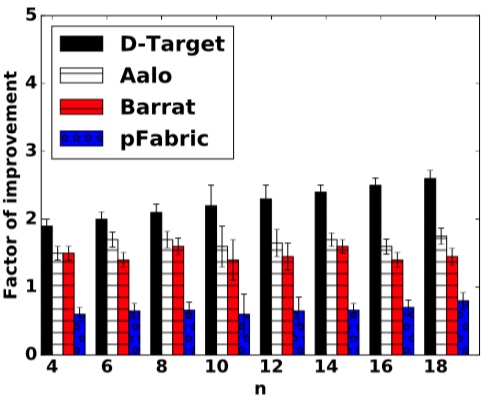 5
4
3
2
1
0
Factor of improvement
D-Target
Aalo
Barrat
pFabric
4 6 8 10 12 14 16 18
n